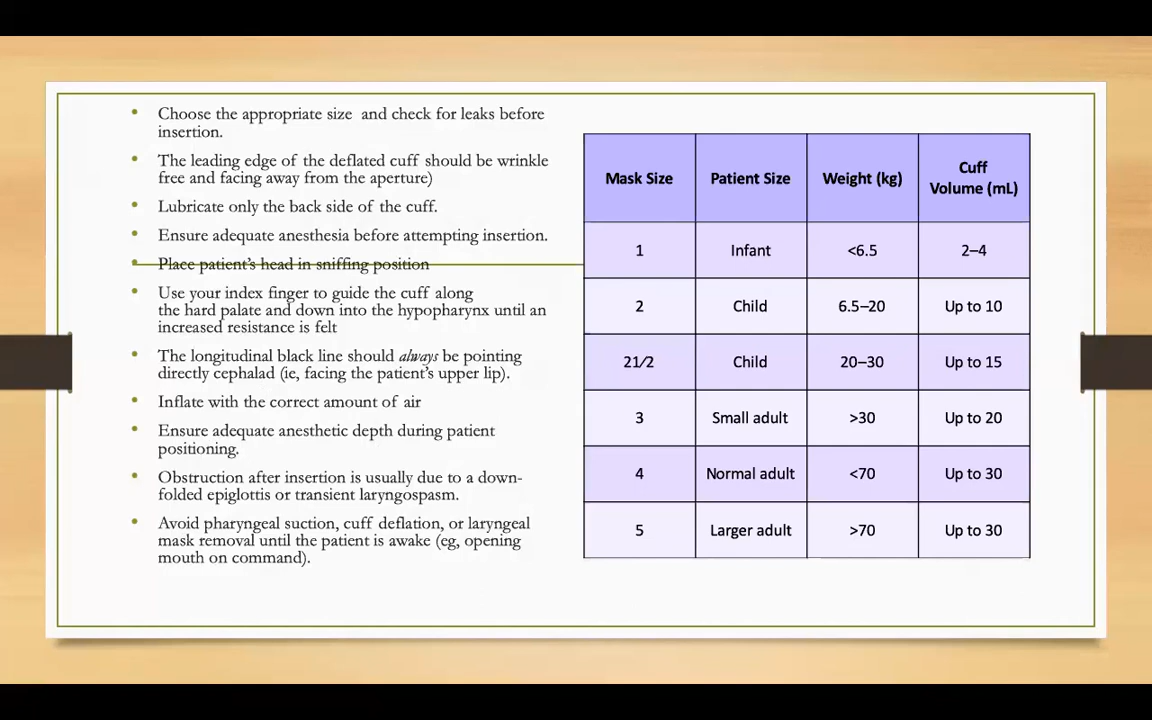 • Choose the appropriate size and check for leaks before
insertion.
• The leading edge of the deflated cuff should be wrinkle
free and facing away from the aperture)
• Lubricate only the back side of the cuff.
• Ensure adequate anesthesia before attempting insertion.
• Place patient's head in sniffing position
• Use your index finger to guide the cuff along
the hard palate and down into the hypopharynx until an
increased resistance is felt
• The longitudinal black line should always be pointing
directly cephalad (ie, facing the patient's upper lip).
• Inflate with the correct amount of air
• Ensure adequate anesthetic depth during patient
positioning.
• Obstruction after insertion is usually due to a down-
folded epiglottis or transient laryngospasm.
• Avoid pharyngeal suction, cuff deflation, or laryngeal
mask removal until the patient is awake (eg, opening
mouth on command).
Mask Size Patient Size Weight (kg) Cuff Volume (mL)
1 Infant <6.5 2–4
2 Child 6.5–20 Up to 10
21/2 Child 20–30 Up to 15
3 Small adult >30 Up to 20
4 Normal adult <70 Up to 30
5 Larger adult >70 Up to 30